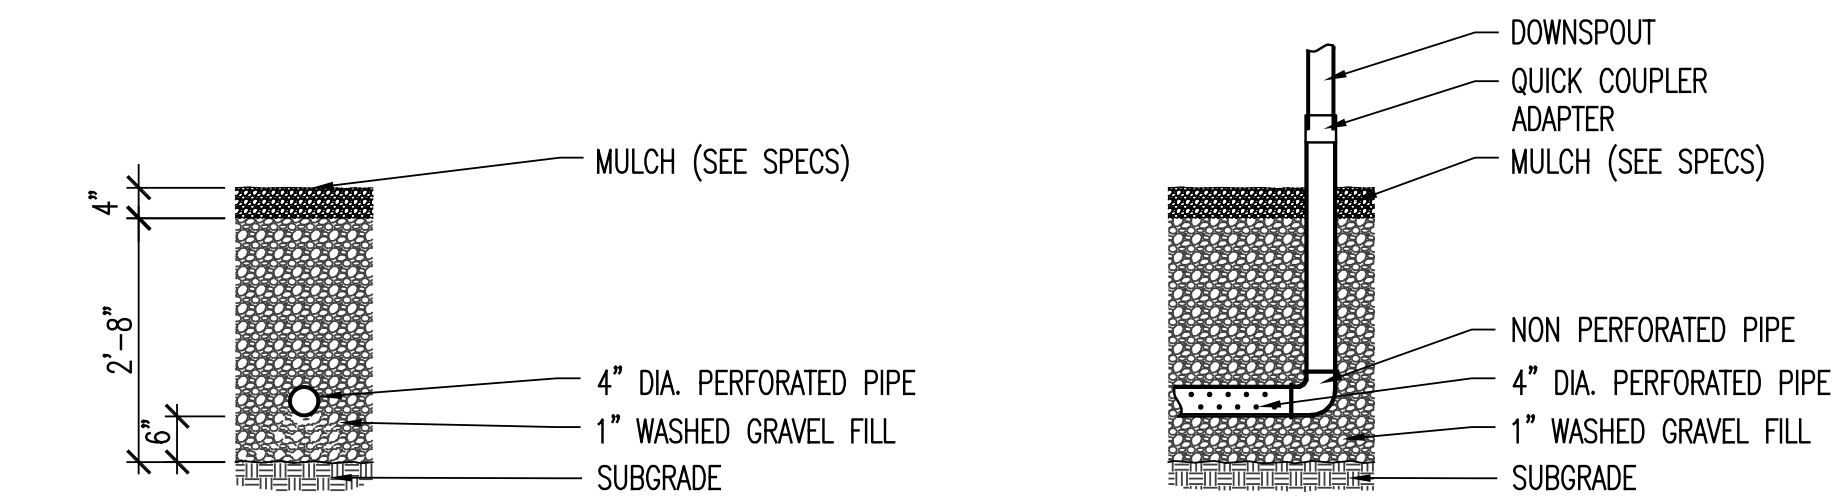 4"
2'-8"
6"
MULCH (SEE SPECS)
4" DIA. PERFORATED PIPE
1" WASHED GRAVEL FILL
SUBGRADE
DOWNSPOUT
QUICK COUPLER
ADAPTER
MULCH (SEE SPECS)
NON PERFORATED PIPE
4" DIA. PERFORATED PIPE
1" WASHED GRAVEL FILL
SUBGRADE